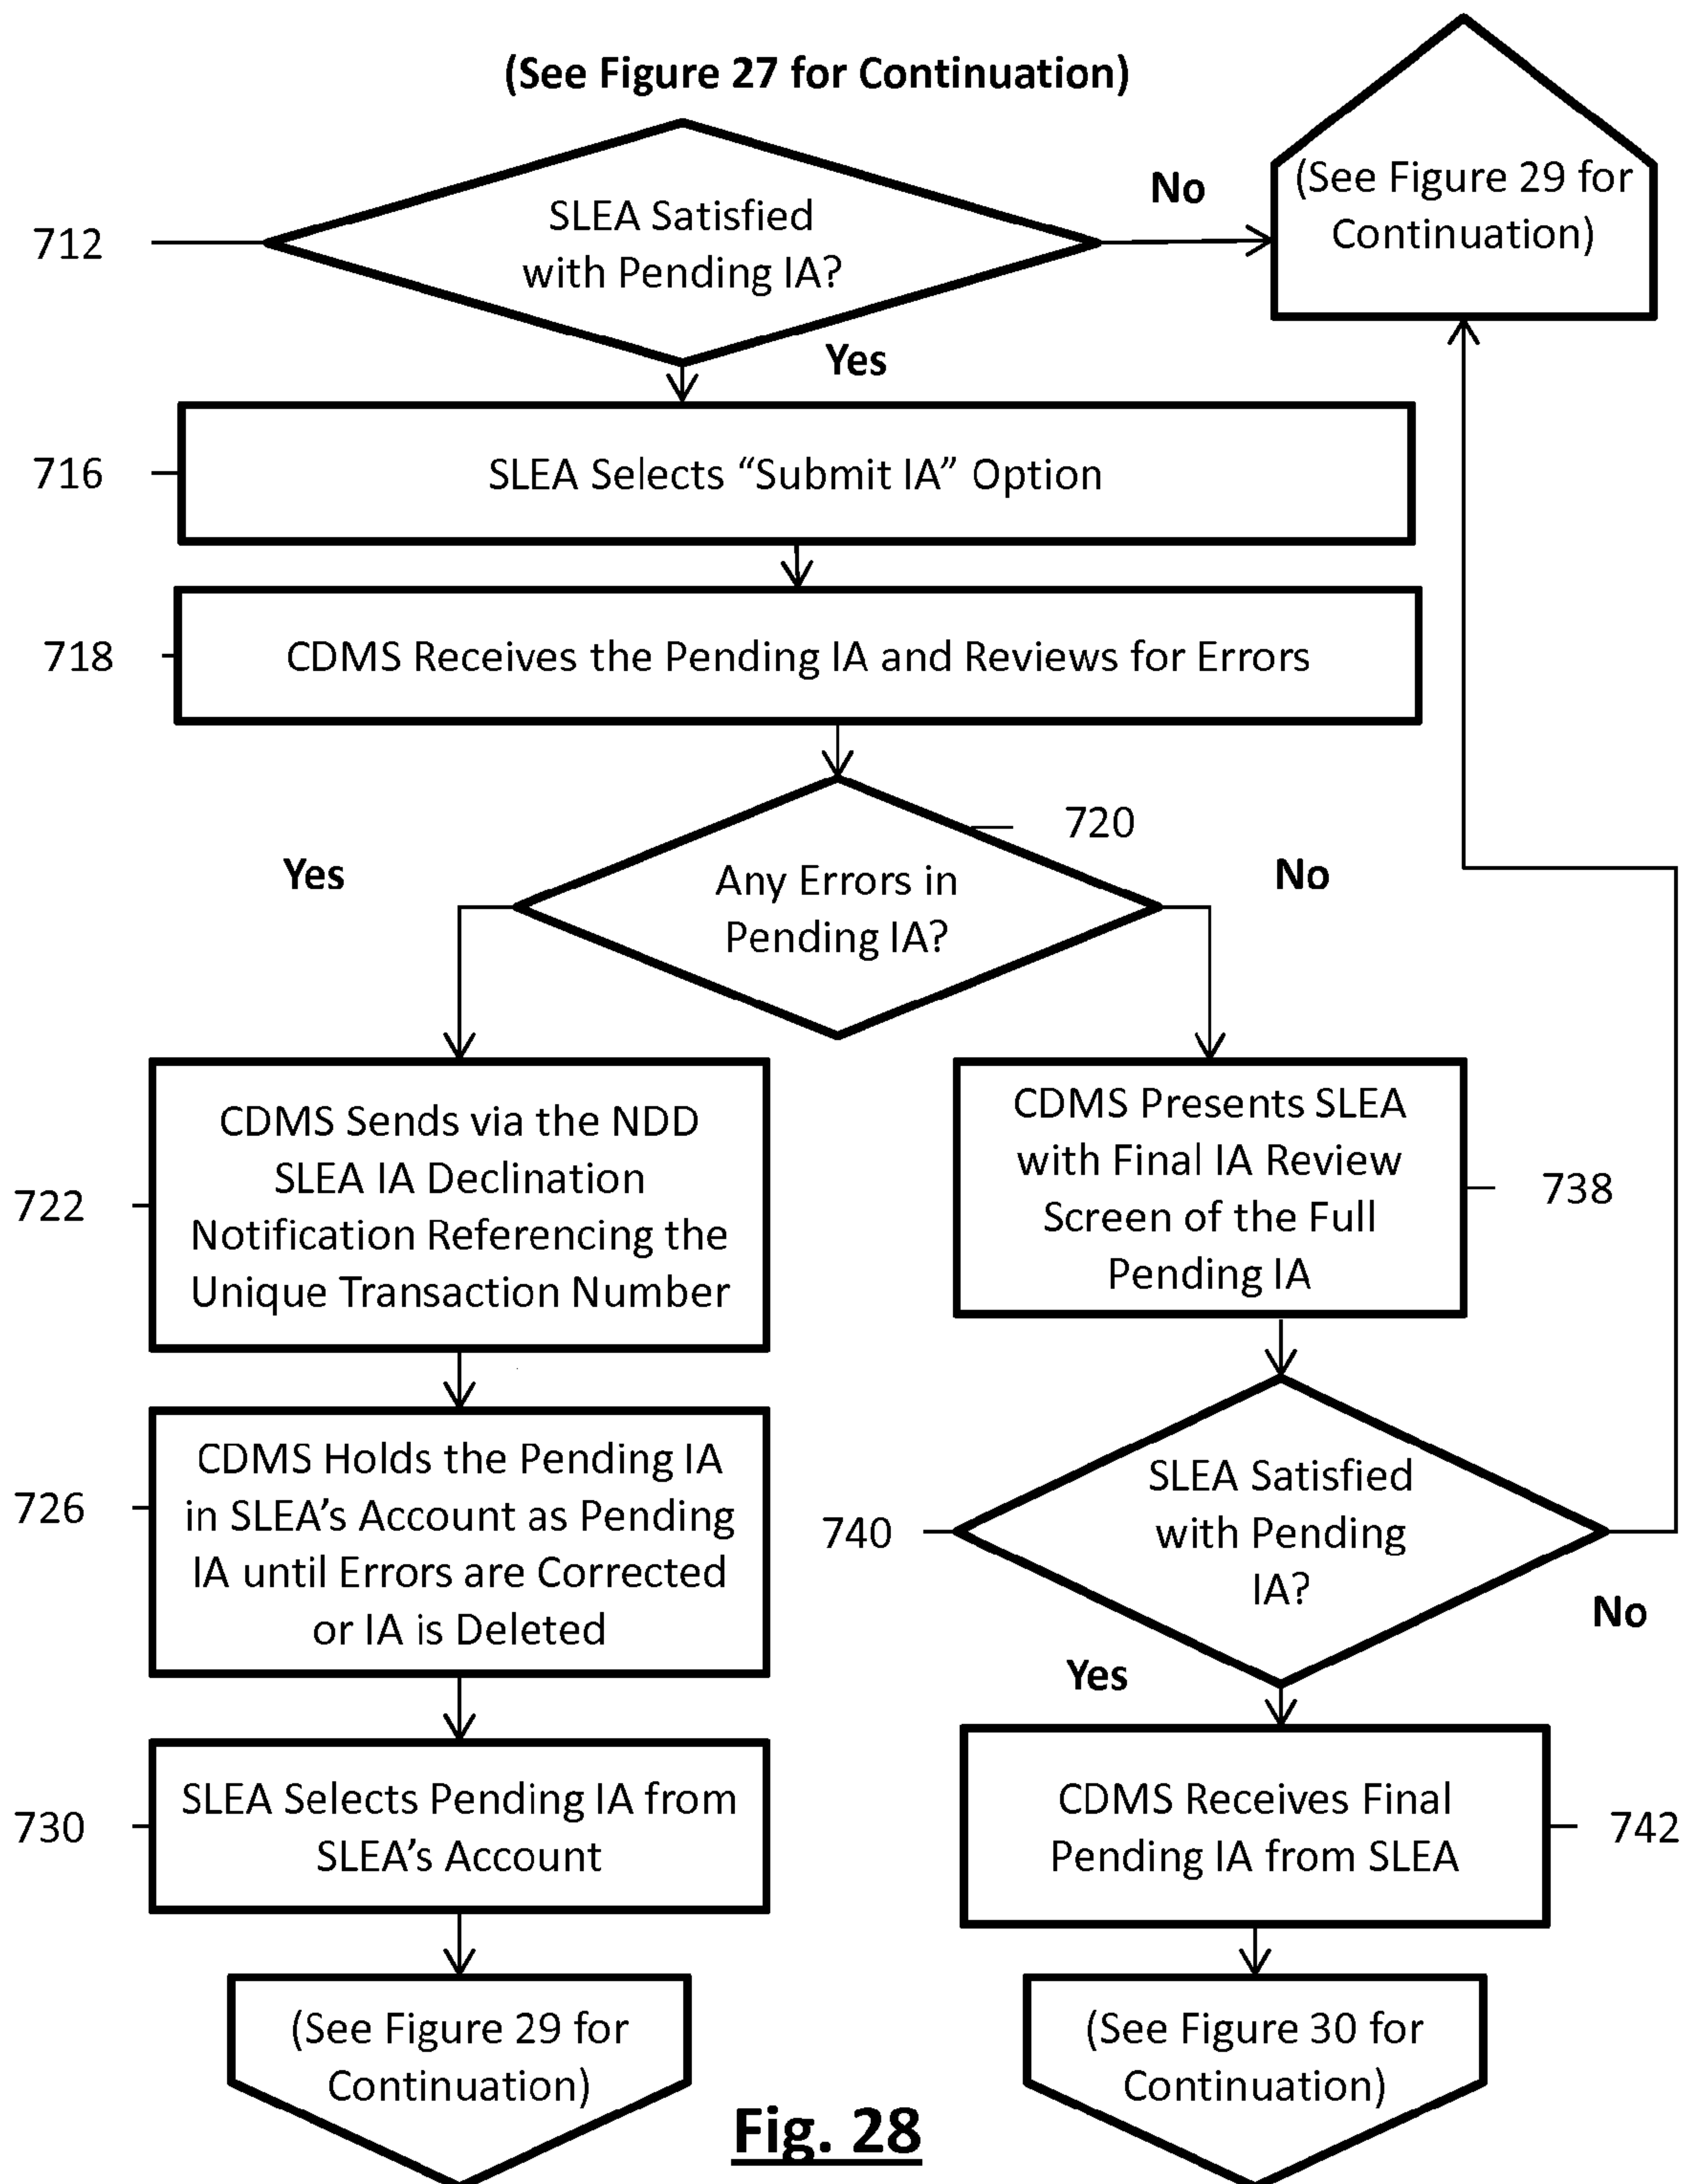 (See Figure 27 for Continuation)
(See Figure 29 for
Continuation)
No
712
SLEA Satisfied
with Pending IA?
Yes
716
SLEA Selects “Submit IA” Option
718
CDMS Receives the Pending IA and Reviews for Errors
720
Yes
Any Errors in
Pending IA?
No
722
CDMS Sends via the NDD
SLEA IA Declination
Notification Referencing the
Unique Transaction Number
CDMS Presents SLEA
with Final IA Review
Screen of the Full
Pending IA
738
726
CDMS Holds the Pending IA
in SLEA’s Account as Pending
IA until Errors are Corrected
or IA is Deleted
740
SLEA Satisfied
with Pending
IA?
No
Yes
730
SLEA Selects Pending IA from
SLEA’s Account
CDMS Receives Final
Pending IA from SLEA
742
(See Figure 29 for
Continuation)
(See Figure 30 for
Continuation)
Fig. 28